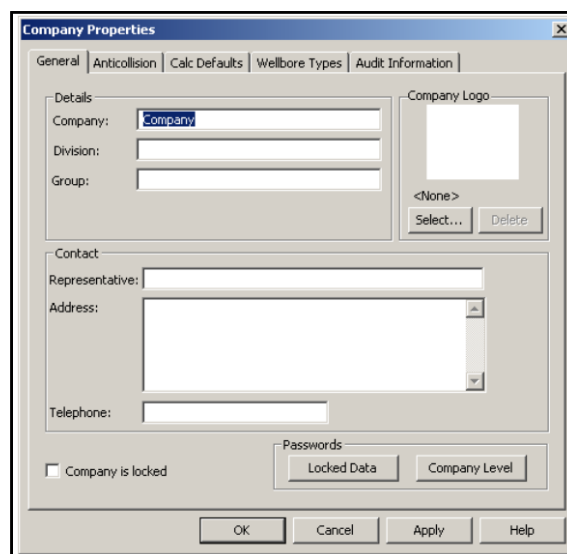 Company Properties
General Anticollision Calc Defaults Wellbore Types Audit Information
Details
Company: Company
Division:
Group:
Company Logo
<None>
Select... Delete
Contact
Representative:
Address:
Telephone:
Company is locked
Passwords
Locked Data Company Level
OK Cancel Apply Help